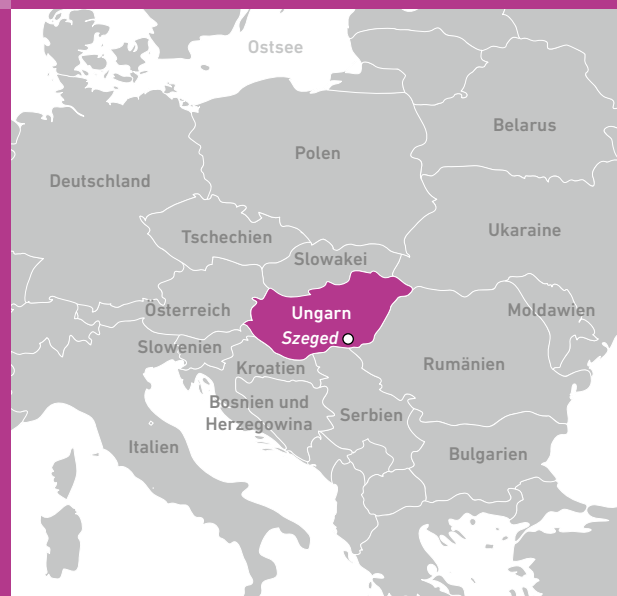 Ostsee
Belarus
Polen
Deutschland
Ukaraine
Tschechien
Slowakei
Österreich
Ungarn
Moldawien
Szeged
Slowenien
Rumänien
Kroatien
Bosnien und
Herzegowina
Serbien
Italien
Bulgarien